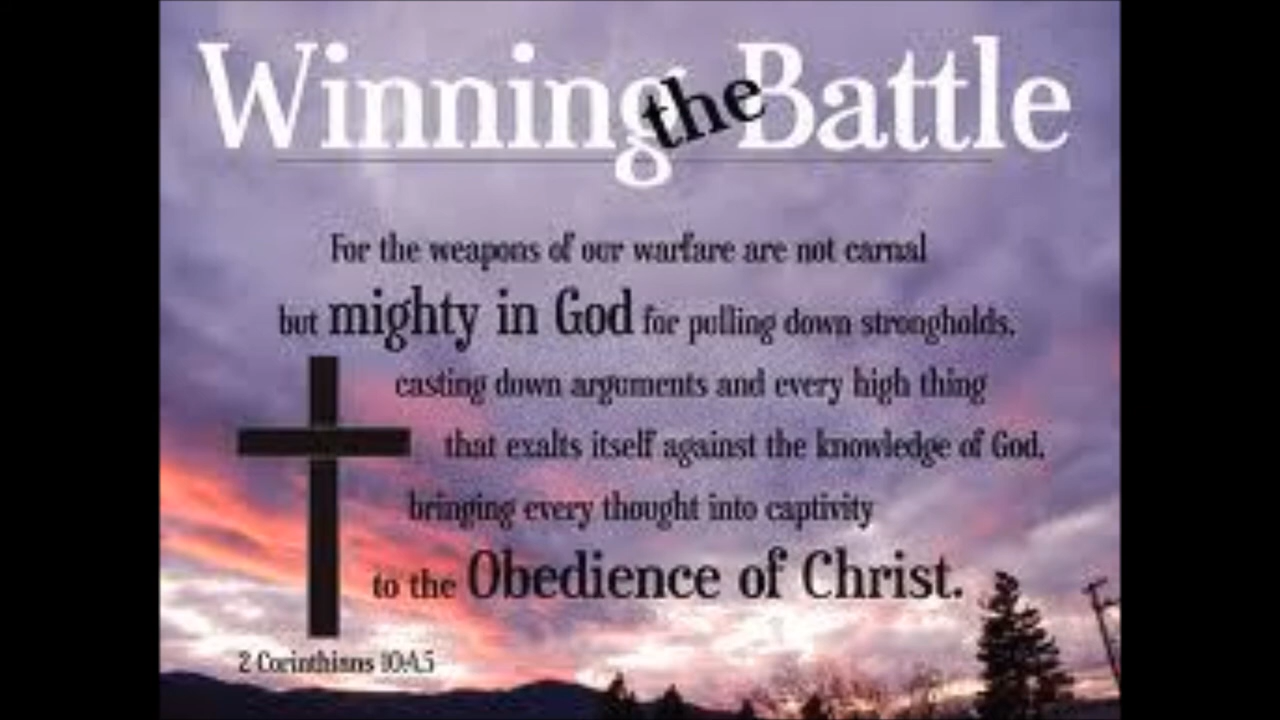 Winning the Battle
For the weapons of our warfare are not carnal
but mighty in God for pulling down strongholds,
casting down arguments and every high thing
that exalts itself against the knowledge of God,
bringing every thought into captivity
to the Obedience of Christ.
2 Corinthians 10:4,5